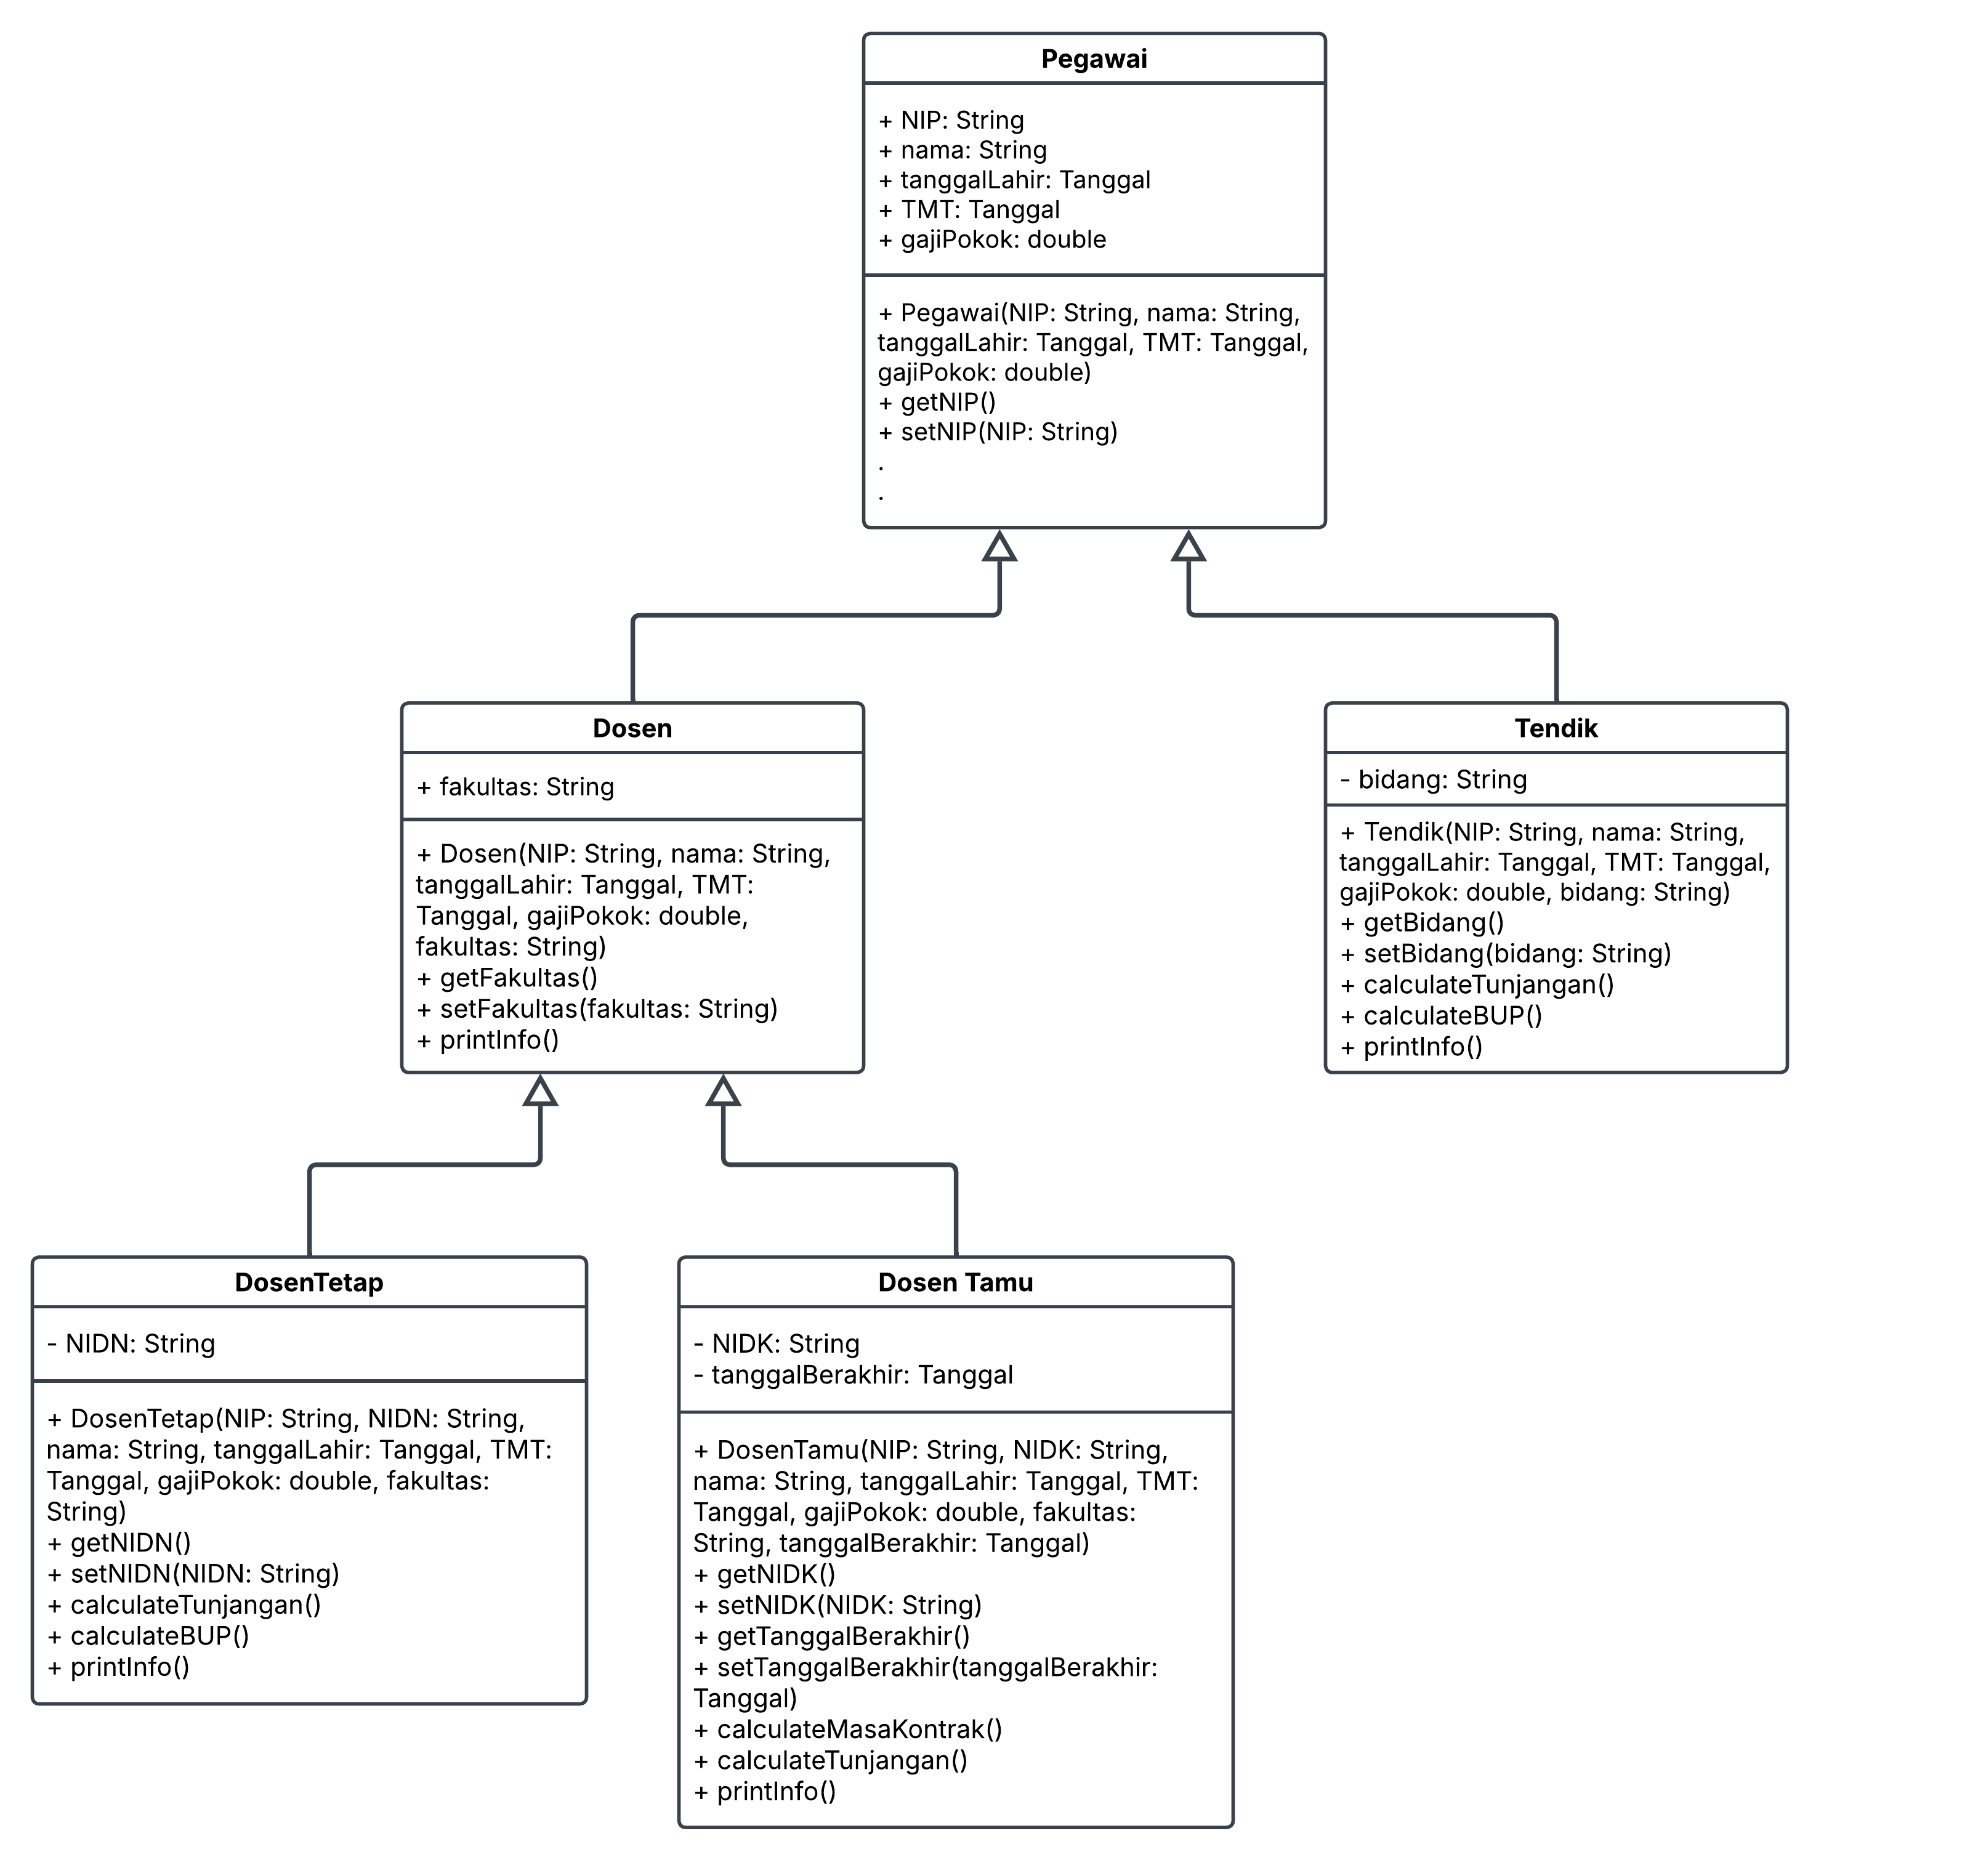 Pegawai
+ NIP: String
+ nama: String
+ tanggalLahir: Tanggal
+ TMT: Tanggal
+ gajiPokok: double
+ Pegawai(NIP: String, nama: String,
tanggalLahir: Tanggal, TMT: Tanggal,
gajiPokok: double)
+ getNIP()
+ setNIP(NIP: String)
.
.
Dosen
+ fakultas: String
+ Dosen(NIP: String, nama: String,
tanggalLahir: Tanggal, TMT:
Tanggal, gajiPokok: double,
fakultas: String)
+ getFakultas()
+ setFakultas(fakultas: String)
+ printInfo()
Tendik
- bidang: String
+ Tendik(NIP: String, nama: String,
tanggalLahir: Tanggal, TMT: Tanggal,
gajiPokok: double, bidang: String)
+ getBidang()
+ setBidang(bidang: String)
+ calculateTunjangan()
+ calculateBUP()
+ printInfo()
DosenTetap
- NIDN: String
+ DosenTetap(NIP: String, NIDN: String,
nama: String, tanggalLahir: Tanggal, TMT:
Tanggal, gajiPokok: double, fakultas:
String)
+ getNIDN()
+ setNIDN(NIDN: String)
+ calculateTunjangan()
+ calculateBUP()
+ printInfo()
Dosen Tamu
- NIDK: String
- tanggalBerakhir: Tanggal
+ DosenTamu(NIP: String, NIDK: String,
nama: String, tanggalLahir: Tanggal, TMT:
Tanggal, gajiPokok: double, fakultas:
String, tanggalBerakhir: Tanggal)
+ getNIDK()
+ setNIDK(NIDK: String)
+ getTanggalBerakhir()
+ setTanggalBerakhir(tanggalBerakhir:
Tanggal)
+ calculateMasaKontrak()
+ calculateTunjangan()
+ printInfo()